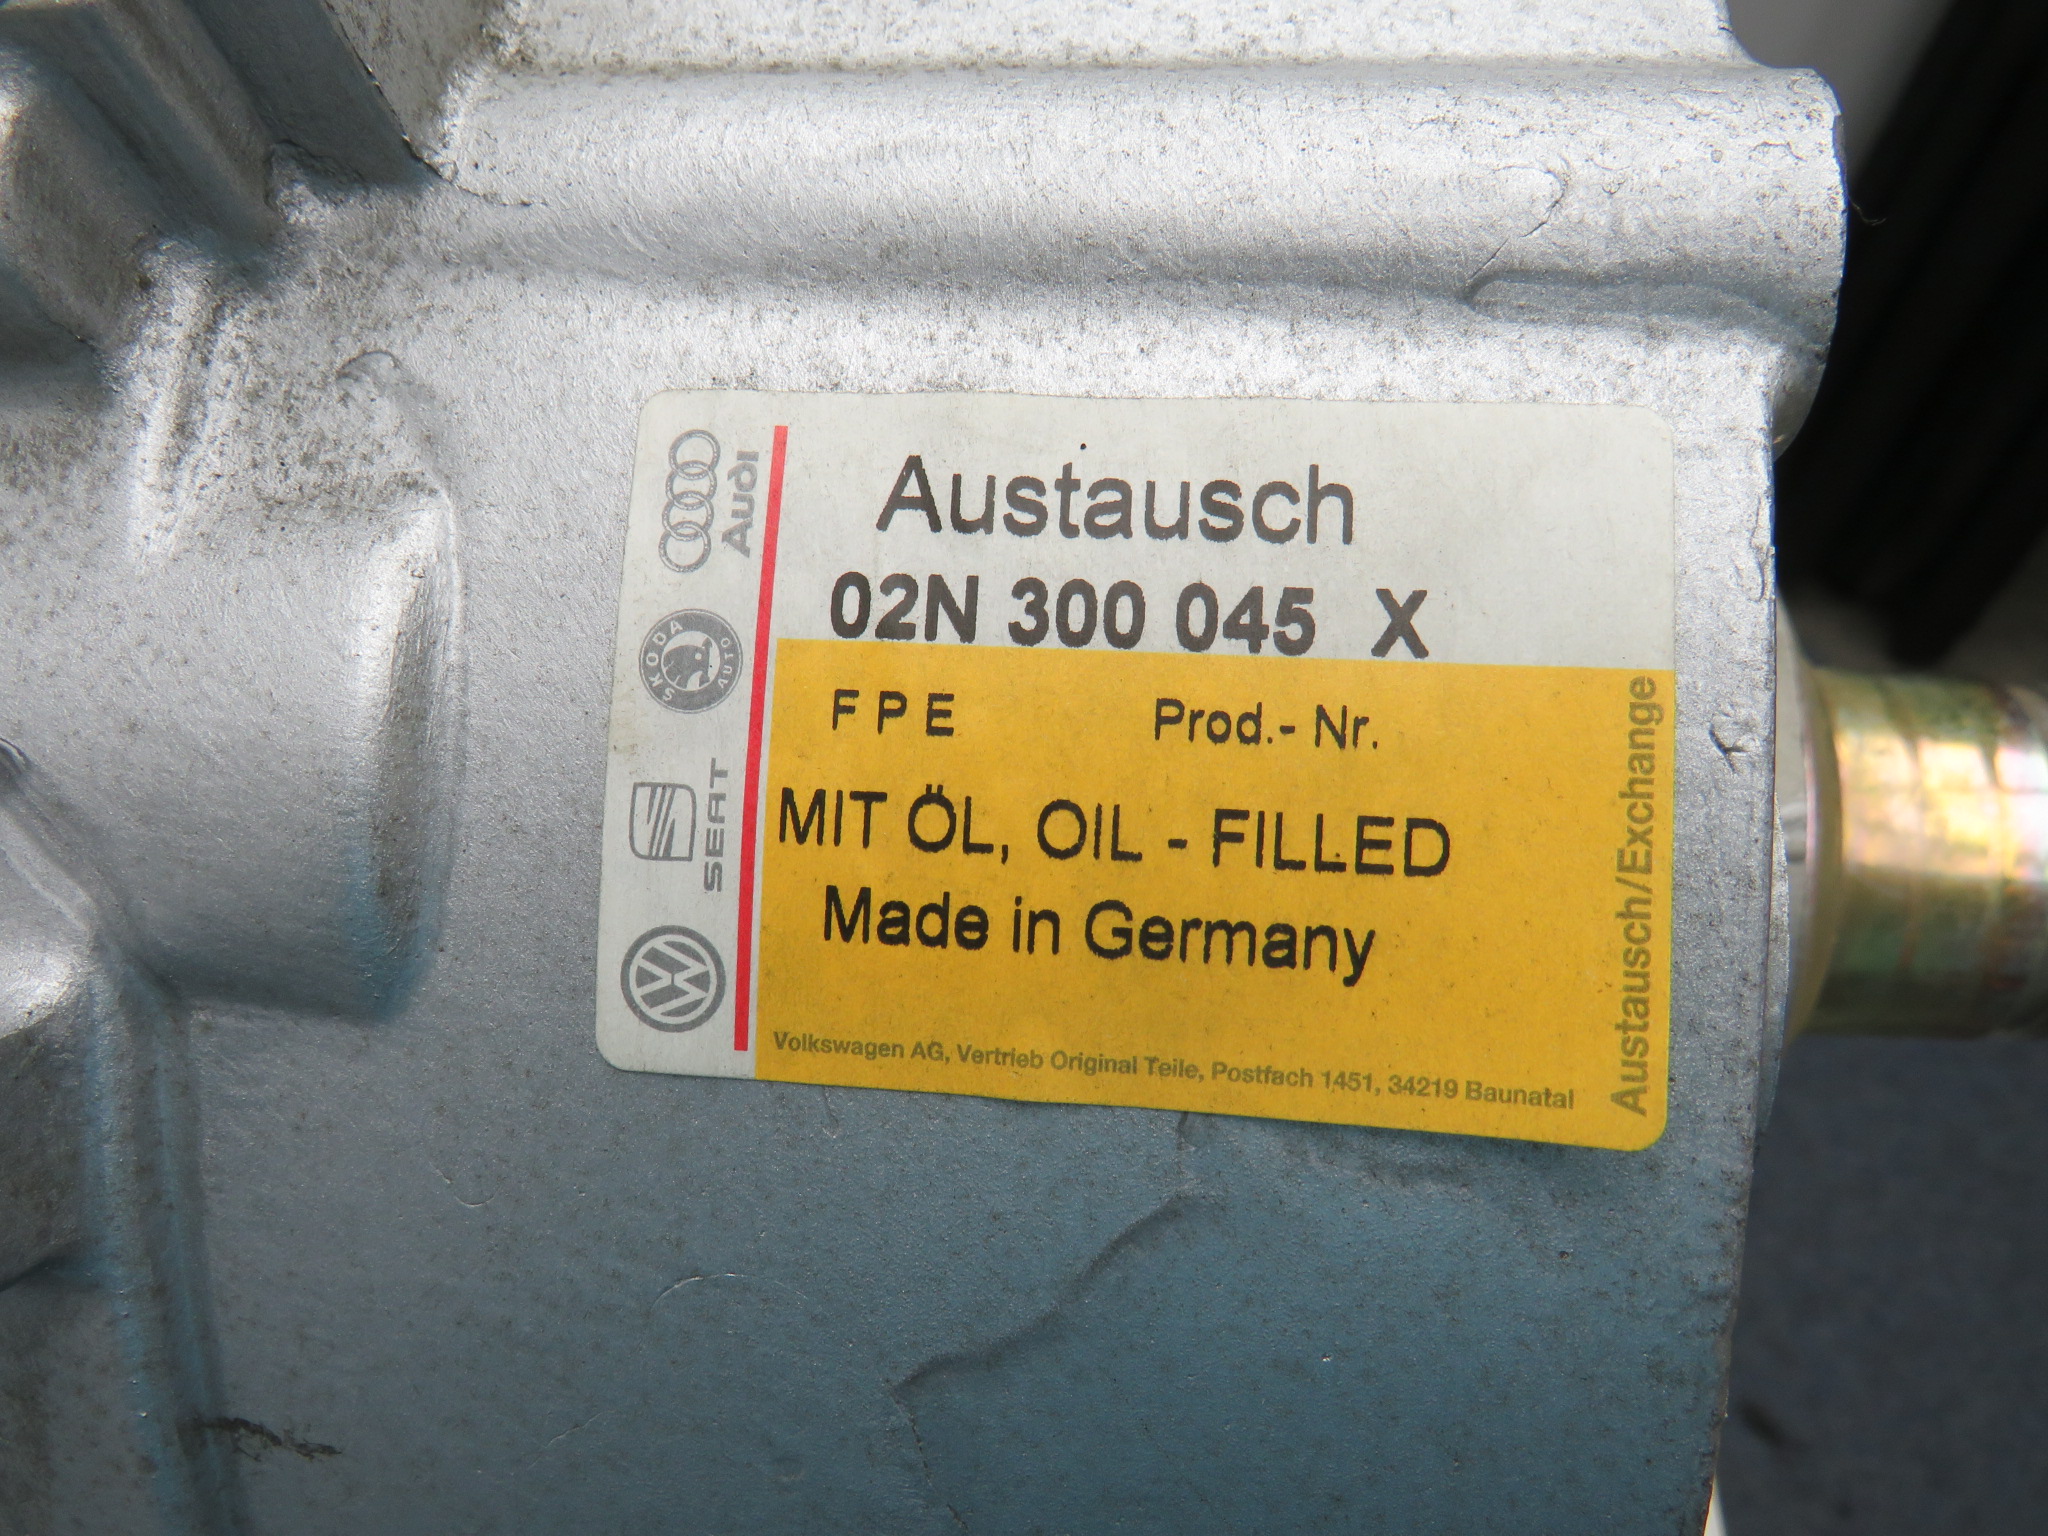 Austausch
02N 300 045 X
F P E Prod.- Nr.
MIT ÖL, OIL - FILLED
Made in Germany
Volkswagen AG, Vertrieb Original Teile, Postfach 1451, 34219 Baunatal
Austausch/Exchange
Audi
SKODA AUTO
SEAT
VW